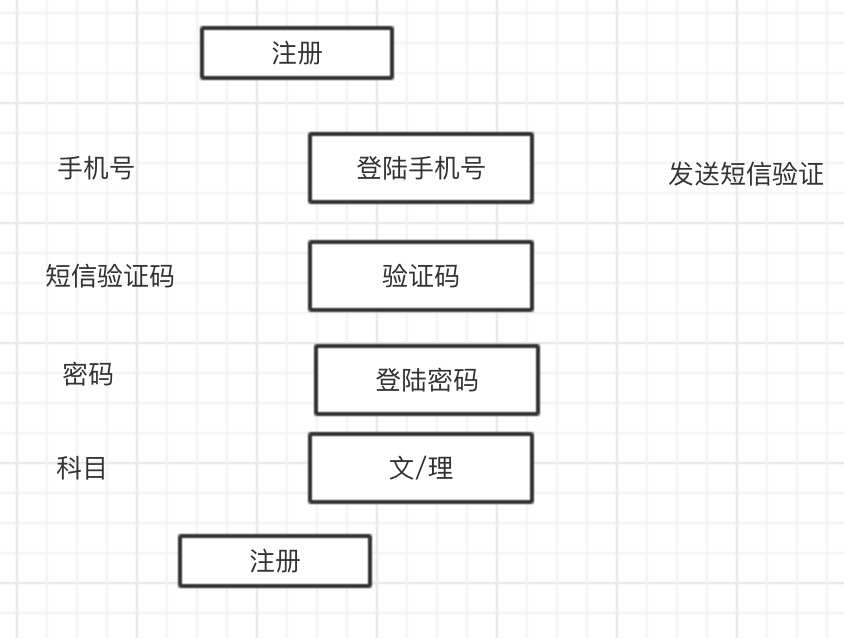 注册
手机号
登陆手机号
发送短信验证
短信验证码
验证码
密码
登陆密码
科目
文/理
注册